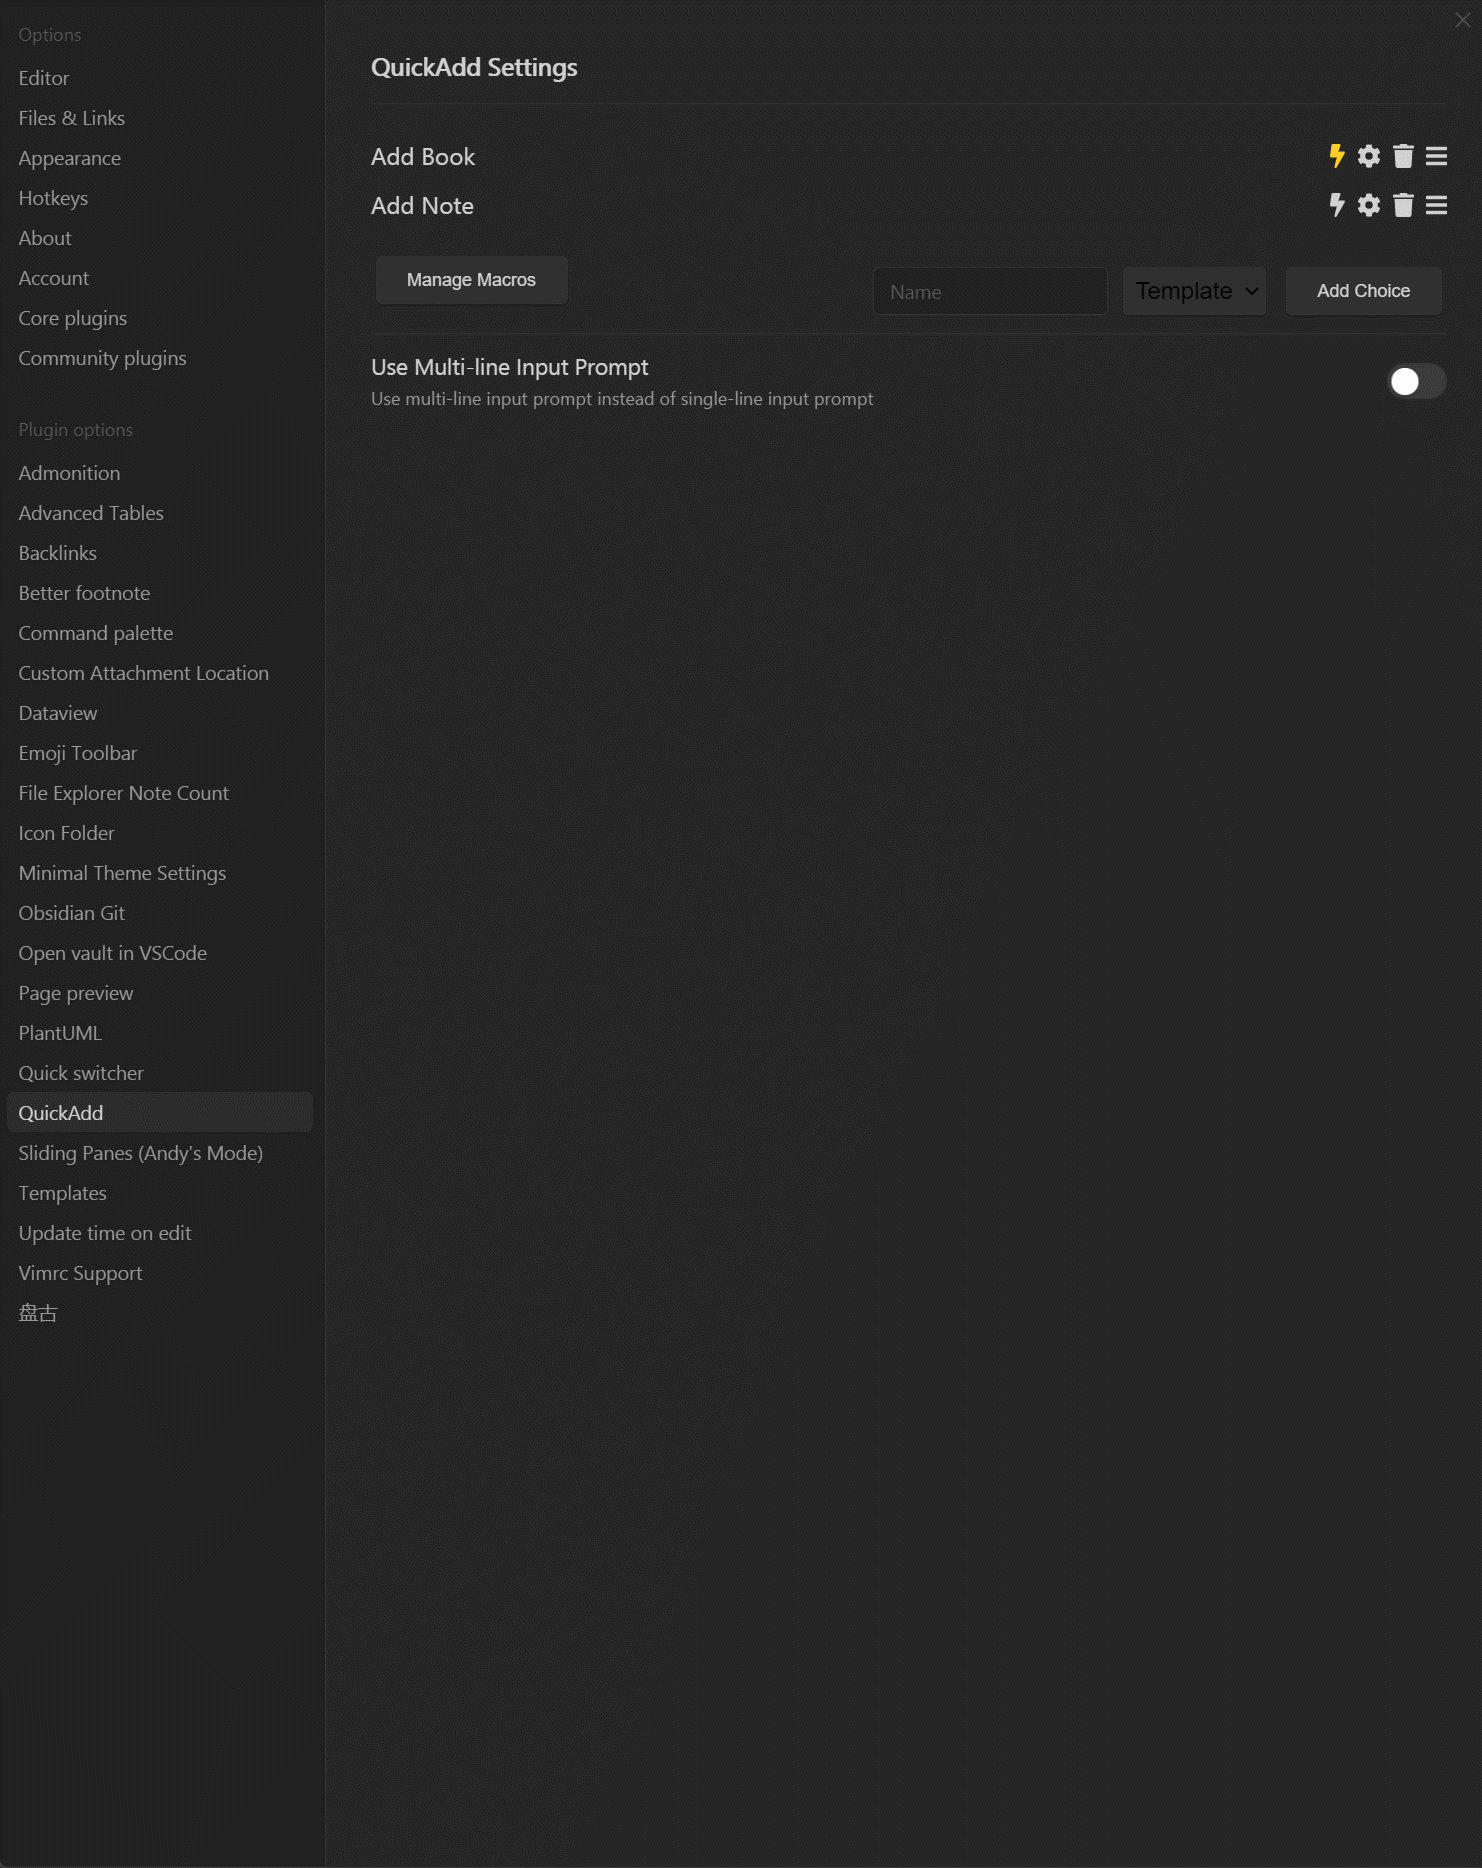 Options
Editor
Files & Links
Appearance
Hotkeys
About
Account
Core plugins
Community plugins
Plugin options
Admonition
Advanced Tables
Backlinks
Better footnote
Command palette
Custom Attachment Location
Dataview
Emoji Toolbar
File Explorer Note Count
Icon Folder
Minimal Theme Settings
Obsidian Git
Open vault in VSCode
Page preview
PlantUML
Quick switcher
QuickAdd
Sliding Panes (Andy's Mode)
Templates
Update time on edit
Vimrc Support
盘古
QuickAdd Settings
Add Book
Add Note
Manage Macros
Name
Template
Add Choice
Use Multi-line Input Prompt
Use multi-line input prompt instead of single-line input prompt